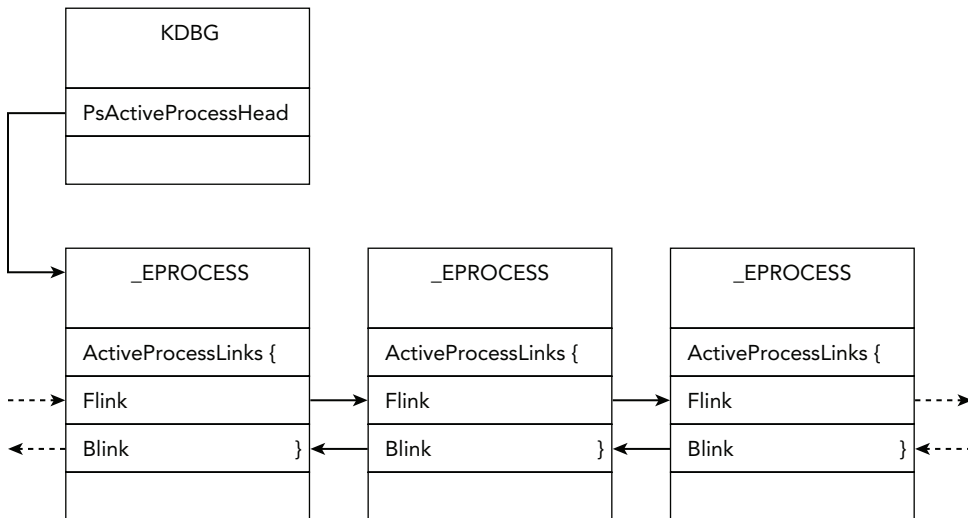 KDBG
PsActiveProcessHead
_EPROCESS
ActiveProcessLinks {
Flink
Blink }
_EPROCESS
ActiveProcessLinks {
Flink
Blink }
_EPROCESS
ActiveProcessLinks {
Flink
Blink }